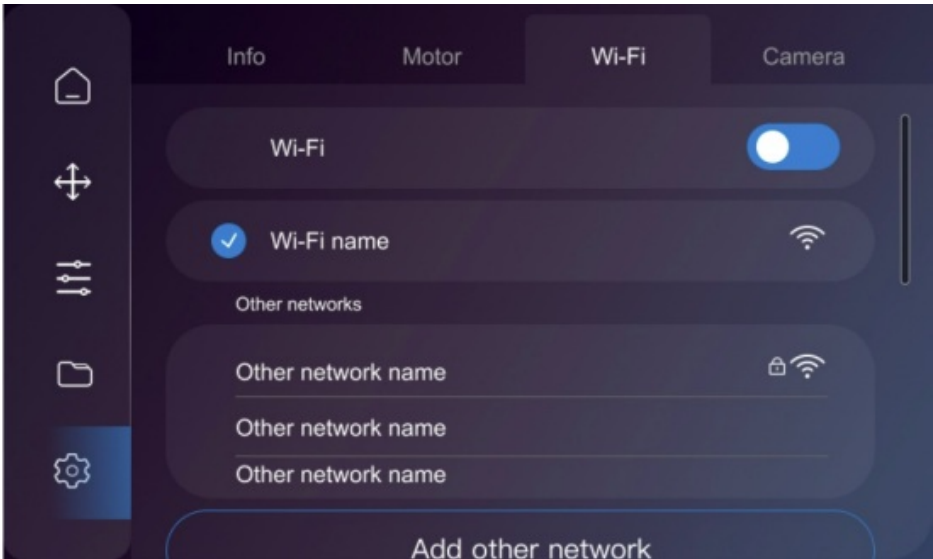 Info Motor Wi-Fi Camera
Wi-Fi
Wi-Fi name
Other networks
Other network name
Other network name
Other network name
Add other network